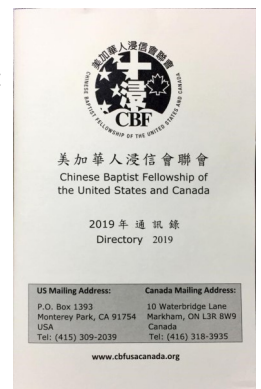 美加華人浸信會聯會
CHINESE BAPTIST FELLOWSHIP OF THE UNITED STATES AND CANADA
十
浸
CBF
美加華人浸信會聯會
Chinese Baptist Fellowship of
the United States and Canada
2019 年 通 訊 錄
Directory 2019
US Mailing Address:
P.O. Box 1393
Monterey Park, CA 91754
USA
Tel: (415) 309-2039
Canada Mailing Address:
10 Waterbridge Lane
Markham, ON L3R 8W9
Canada
Tel: (416) 318-3935
www.cbfusacanada.org